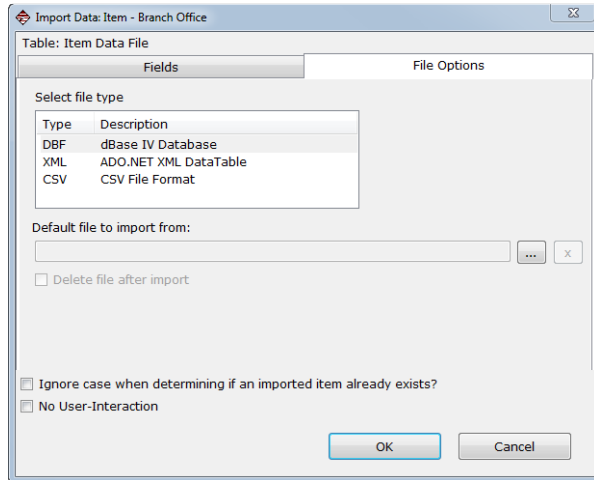 Import Data: Item - Branch Office
Table: Item Data File
Fields File Options
Select file type
Type Description
DBF dBase IV Database
XML ADO.NET XML DataTable
CSV CSV File Format
Default file to import from:
... x
Delete file after import
Ignore case when determining if an imported item already exists?
No User-Interaction
OK Cancel